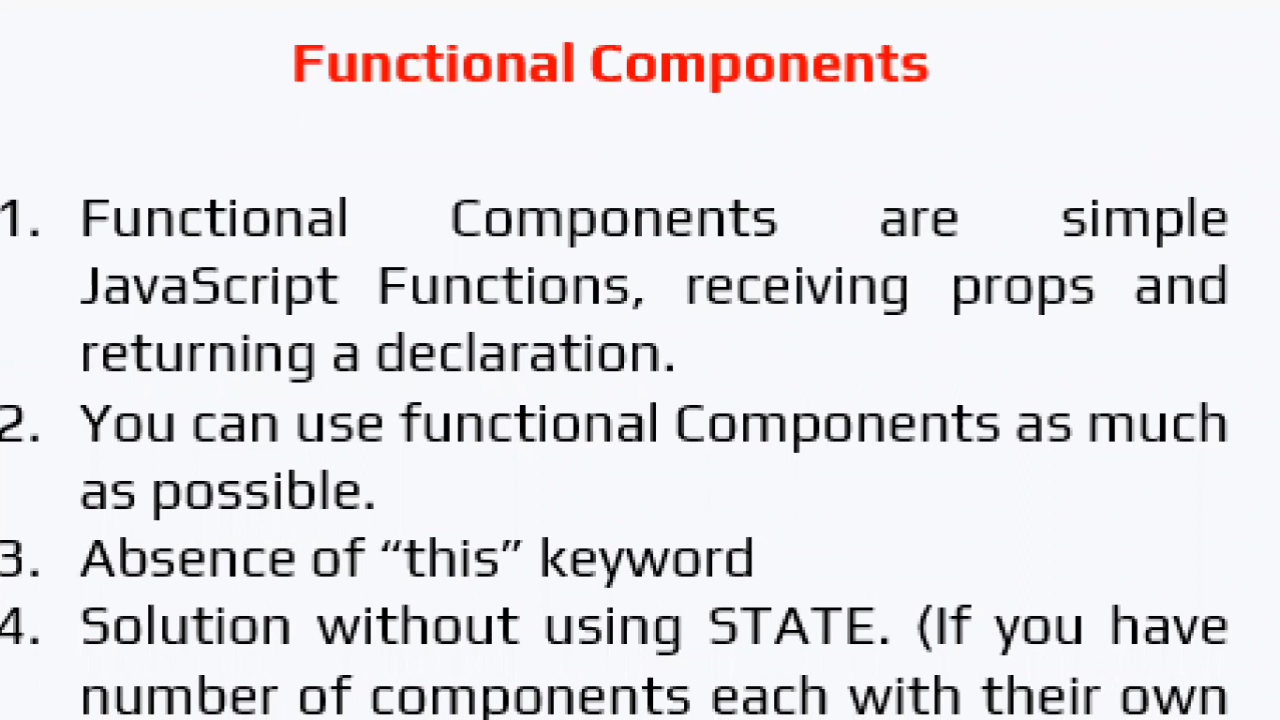 Functional Components
1. Functional Components are simple
JavaScript Functions, receiving props and
returning a declaration.
2. You can use functional Components as much
as possible.
3. Absence of “this” keyword
4. Solution without using STATE. (If you have
number of components each with their own